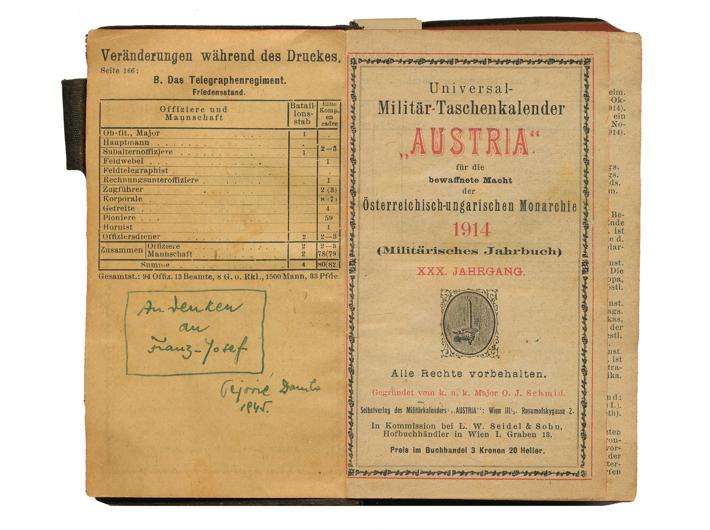 Veränderungen während des Druckes.
Seite 166:
B. Das Telegraphenregiment.
Friedensstand.
Offiziere und Mannschaft Batail-lons-stab Eine Komp. en cadre
Ob-flt., Major 1
Hauptmann
Subalternoffiziere 1 2—3
Feldwebel 1
Feldtelegraphist
Rechnungsunteroffiziere 1
Zugführer 2 (3)
Korporale 8 (7)
Gefreite 4
Pioniere 59
Hornist 1
Offiziersdiener 2 2—3
Zusammen Offiziere 2 2—3
Mannschaft 2 78(79
Summe 4 80(82
Gesamtst.: 94 Offiz. 13 Beamte, 8 G. o. Rkl., 1500 Mann, 33 Pfde.
Andenken
an
Franz-Josef
Danilo
1945.
Universal-
Militär-Taschenkalender
„AUSTRIA“
für die
bewaffnete Macht
der
Österreichisch-ungarischen Monarchie
1914
(Militärisches Jahrbuch)
XXX. JAHRGANG.
Alle Rechte vorbehalten.
Gegründet vom k. u. k. Major O. J. Schmid.
Selbstverlag des Militärkalenders „AUSTRIA“: Wien III/2. Rasumofskygasse 2.
In Kommission bei L. W. Seidel & Sohn,
Hofbuchhändler in Wien I. Graben 13.
Preis im Buchhandel 3 Kronen 20 Heller.